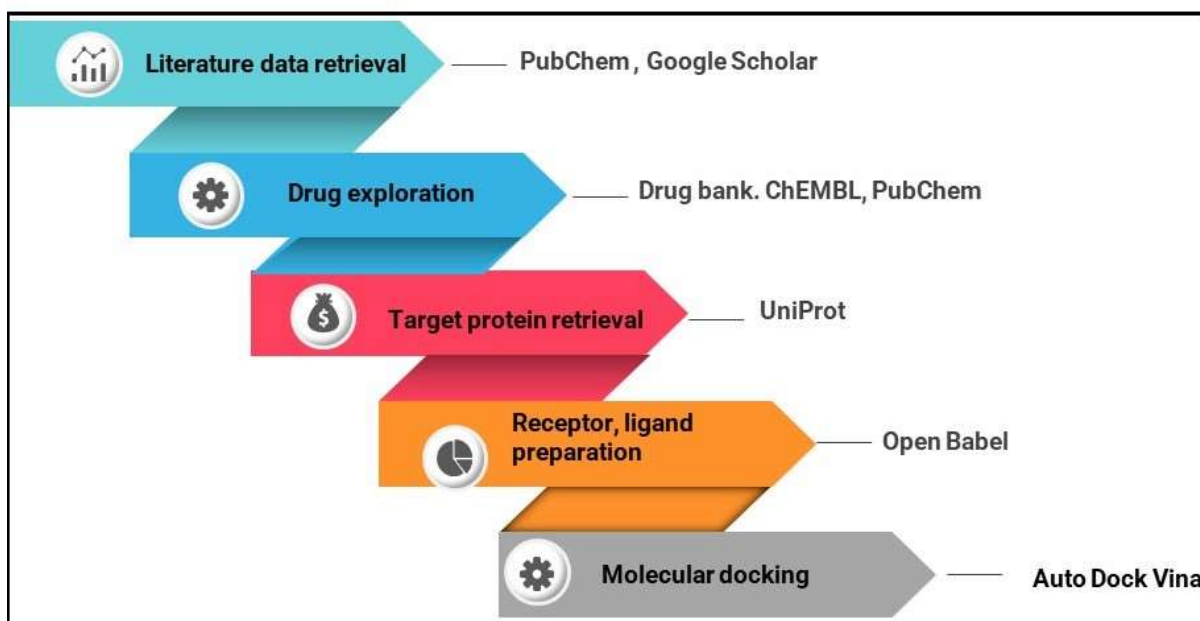 Literature data retrieval
PubChem , Google Scholar
Drug exploration
Drug bank. ChEMBL, PubChem
Target protein retrieval
UniProt
Receptor, ligand
preparation
Open Babel
Molecular docking
Auto Dock Vina
$